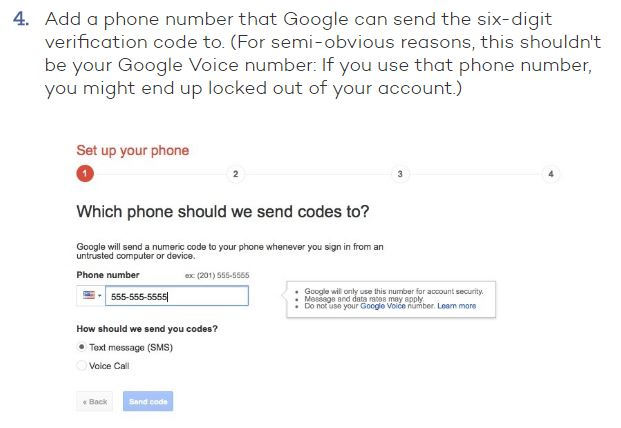 4. Add a phone number that Google can send the six-digit
verification code to. (For semi-obvious reasons, this shouldn't
be your Google Voice number: If you use that phone number,
you might end up locked out of your account.)
Set up your phone
1 2 3 4
Which phone should we send codes to?
Google will send a numeric code to your phone whenever you sign in from an
untrusted computer or device.
Phone number ex: (201) 555-5555
555-555-5555
• Google will only use this number for account security.
• Message and data rates may apply.
• Do not use your Google Voice number. Learn more
How should we send you codes?
Text message (SMS)
Voice Call
« Back Send code